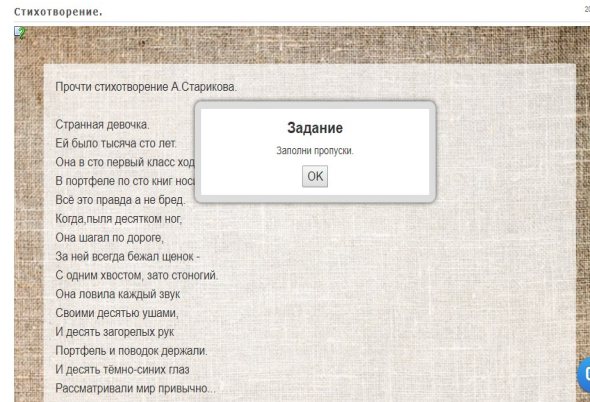 Стихотворение.
Прочти стихотворение А.Старикова.
Странная девочка.
Ей было тысяча сто лет.
Она в сто первый класс ход
В портфеле по сто книг нос
Всё это правда а не бред.
Когда,пыля десятком ног,
Она шагал по дороге,
За ней всегда бежал щенок -
С одним хвостом, зато стоногий.
Она ловила каждый звук
Своими десятью ушами,
И десять загорелых рук
Портфель и поводок держали.
И десять тёмно-синих глаз
Рассматривали мир привычно...
Задание
Заполни пропуски.
OK